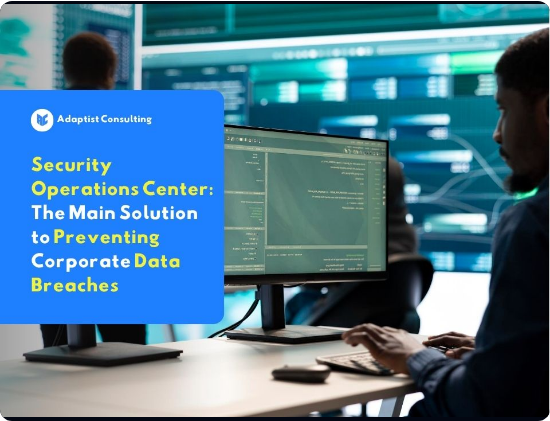 Adaptist Consulting
Security
Operations Center:
The Main Solution
to Preventing
Corporate Data
Breaches